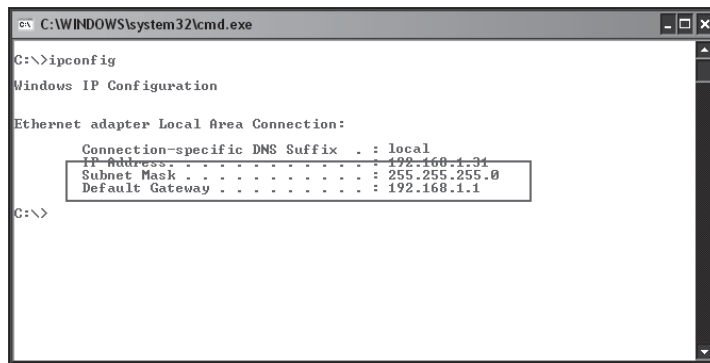 C:\WINDOWS\system32\cmd.exe
C:\>ipconfig
Windows IP Configuration
Ethernet adapter Local Area Connection:
Connection-specific DNS Suffix . : local
IP Address. . . . . . . . . . . . : 192.168.1.31
Subnet Mask . . . . . . . . . . . : 255.255.255.0
Default Gateway . . . . . . . . . : 192.168.1.1
C:\>